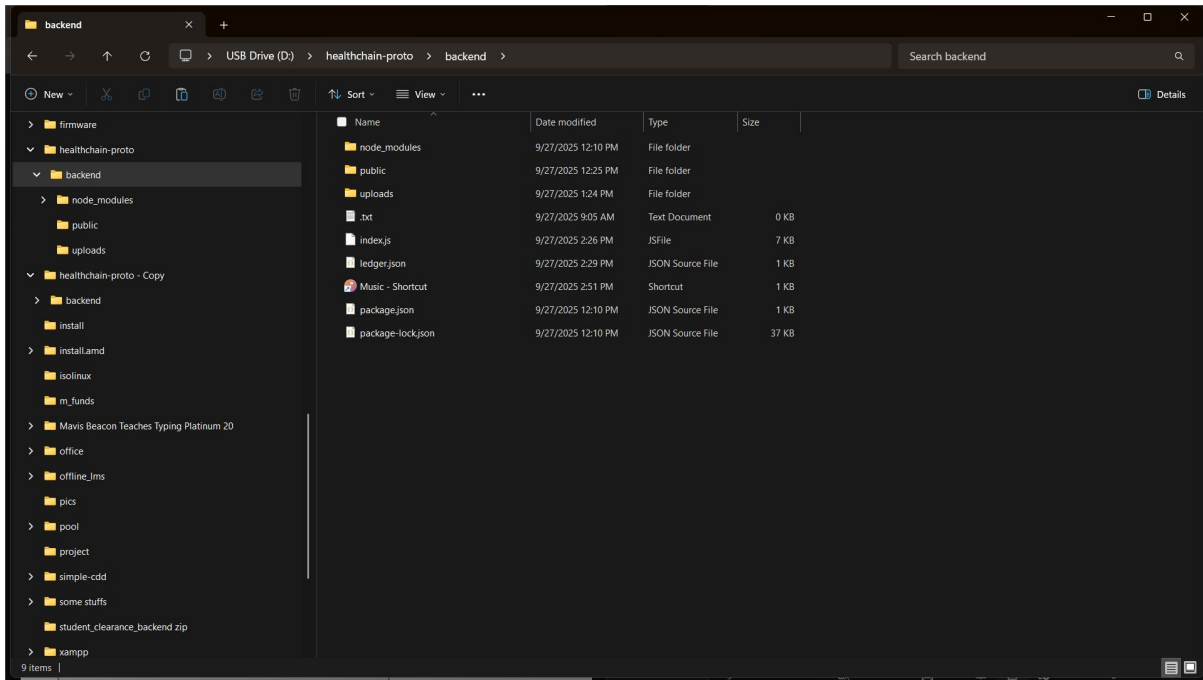 backend
USB Drive (D:) healthchain-proto backend Search backend
New Sort View Details
firmware
healthchain-proto
backend
node_modules
public
uploads
healthchain-proto - Copy
backend
install
install.amd
isolinux
m_funds
Mavis Beacon Teaches Typing Platinum 20
office
offline_lms
pics
pool
project
simple-cdd
some stuffs
student_clearance_backend zip
xampp
Name Date modified Type Size
node_modules 9/27/2025 12:10 PM File folder
public 9/27/2025 12:25 PM File folder
uploads 9/27/2025 1:24 PM File folder
.txt 9/27/2025 9:05 AM Text Document 0 KB
index.js 9/27/2025 2:26 PM JSFile 7 KB
ledger.json 9/27/2025 2:29 PM JSON Source File 1 KB
Music - Shortcut 9/27/2025 2:51 PM Shortcut 1 KB
package.json 9/27/2025 12:10 PM JSON Source File 1 KB
package-lock.json 9/27/2025 12:10 PM JSON Source File 37 KB
9 items